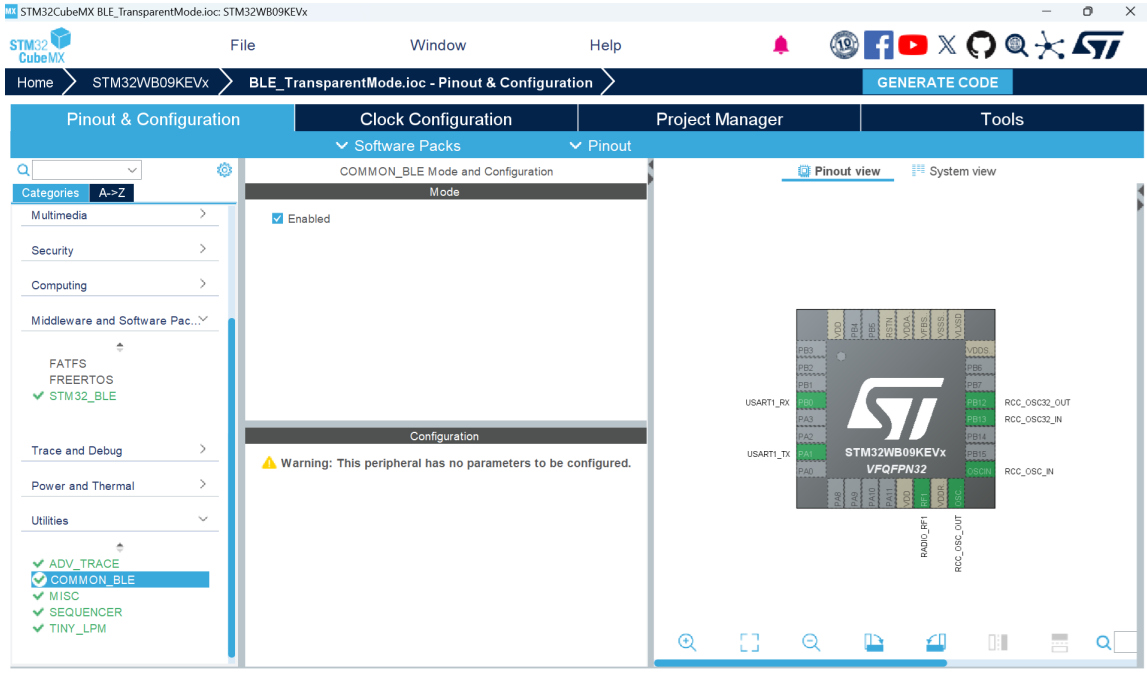 STM32CubeMX BLE_TransparentMode.ioc: STM32WB09KEVx
STM32
CubeMX
File Window Help
10
Home STM32WB09KEVx BLE_TransparentMode.ioc - Pinout & Configuration GENERATE CODE
Pinout & Configuration Clock Configuration Project Manager Tools
Software Packs Pinout
Categories A->Z
Multimedia
Security
Computing
Middleware and Software Pac...
FATFS
FREERTOS
STM32_BLE
Trace and Debug
Power and Thermal
Utilities
ADV_TRACE
COMMON_BLE
MISC
SEQUENCER
TINY_LPM
COMMON_BLE Mode and Configuration
Mode
Enabled
Configuration
Warning: This peripheral has no parameters to be configured.
Pinout view System view
VDD PB4 PB5 RSTN VDDA VFBS VSSS VLXSD
PB3
PB2
PB1
USART1_RX PB0
PA3
PA2
USART1_TX PA1
PA0
VDDS
PB6
PB7
PB12 RCC_OSC32_OUT
PB13 RCC_OSC32_IN
PB14
PB15
OSCIN RCC_OSC_IN
ST
STM32WB09KEVx
VFQFPN32
PA8 PA9 PA10 PA11 VDD RF1 VDDR OSC
RADIO_RF1
RCC_OSC_OUT